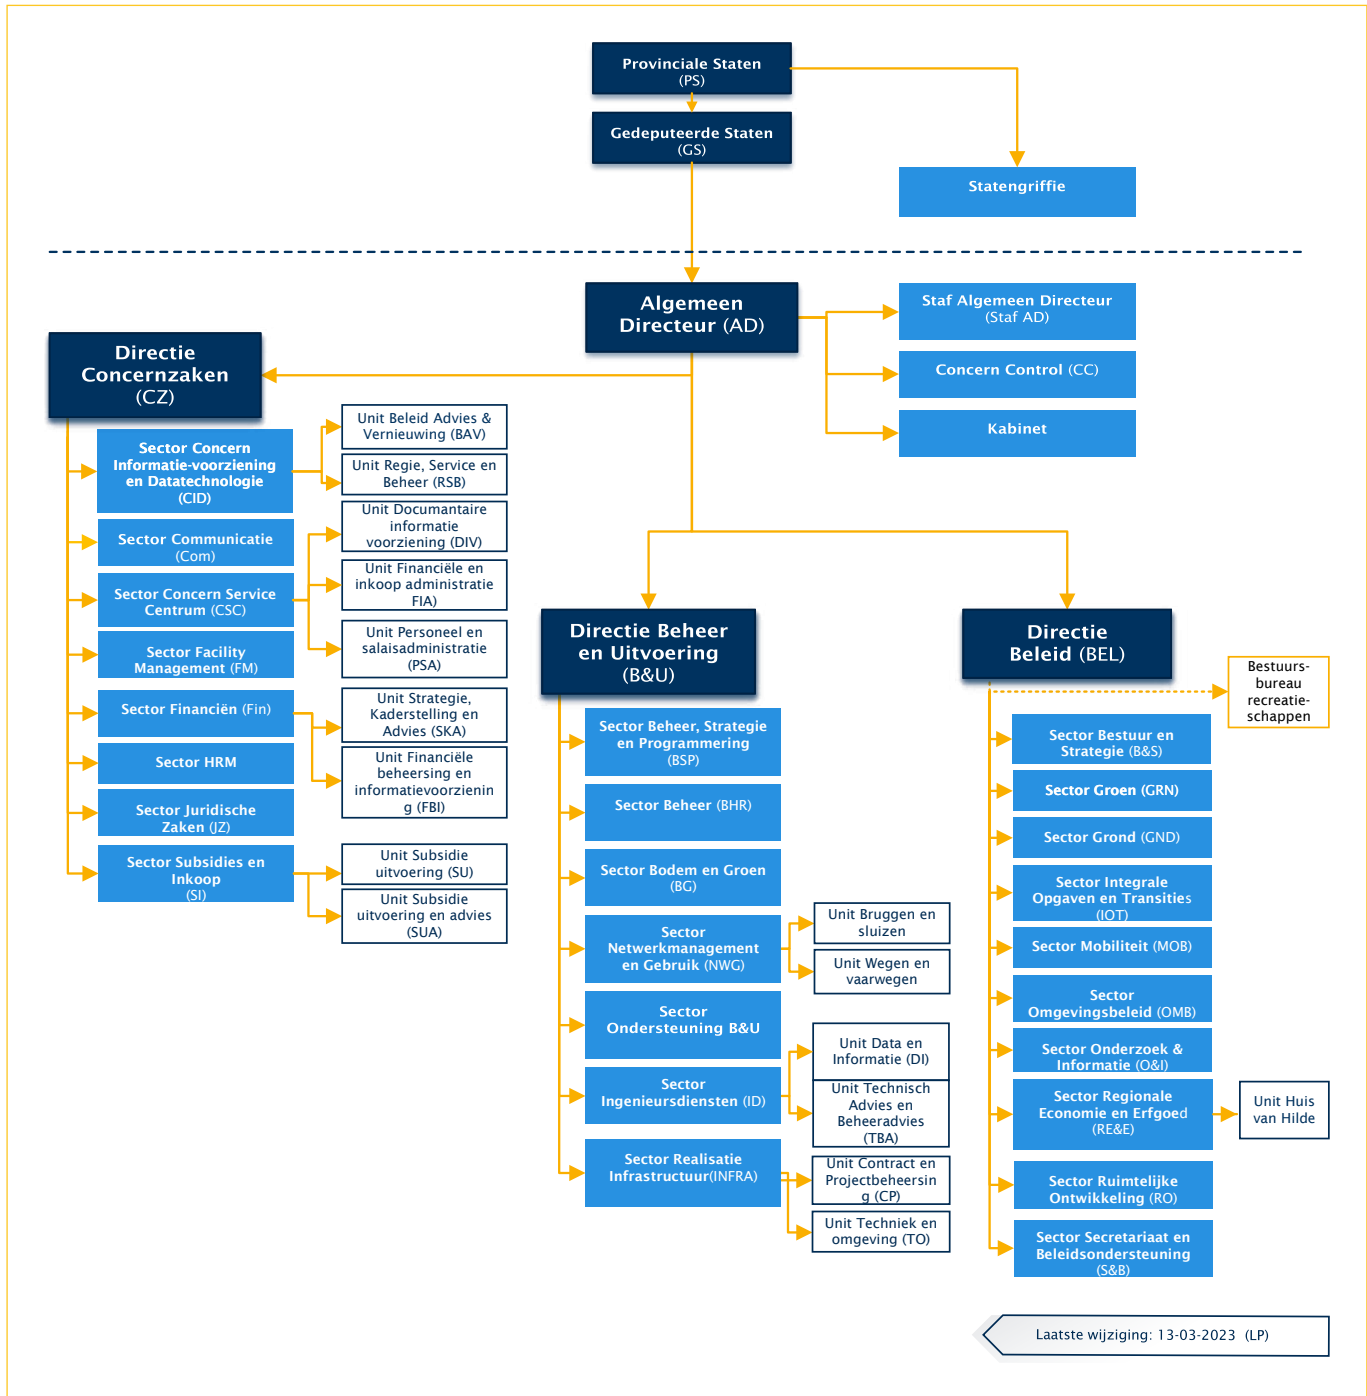 Provinciale Staten
(PS)
Gedeputeerde Staten
(GS)
Statengriffie
Algemeen
Directeur (AD)
Staf Algemeen Directeur
(Staf AD)
Concern Control (CC)
Kabinet
Directie
Concernzaken
(CZ)
Sector Concern
Informatie-voorziening
en Datatechnologie
(CID)
Unit Beleid Advies &
Vernieuwing (BAV)
Unit Regie, Service en
Beheer (RSB)
Sector Communicatie
(Com)
Sector Concern Service
Centrum (CSC)
Unit Documantaire
informatie
voorziening (DIV)
Unit Financiële en
inkoop administratie
FIA)
Unit Personeel en
salaisadministratie
(PSA)
Sector Facility
Management (FM)
Sector Financiën (Fin)
Unit Strategie,
Kaderstelling en
Advies (SKA)
Unit Financiële
beheersing en
informatievoorzienin
g (FBI)
Sector HRM
Sector Juridische
Zaken (JZ)
Sector Subsidies en
Inkoop
(SI)
Unit Subsidie
uitvoering (SU)
Unit Subsidie
uitvoering en advies
(SUA)
Directie Beheer
en Uitvoering
(B&U)
Sector Beheer, Strategie
en Programmering
(BSP)
Sector Beheer (BHR)
Sector Bodem en Groen
(BG)
Sector
Netwerkmanagement
en Gebruik (NWG)
Unit Bruggen en
sluizen
Unit Wegen en
vaarwegen
Sector
Ondersteuning B&U
Sector
Ingenieursdiensten (ID)
Unit Data en
Informatie (DI)
Unit Technisch
Advies en
Beheeradvies
(TBA)
Sector Realisatie
Infrastructuur(INFRA)
Unit Contract en
Projectbeheersin
g (CP)
Unit Techniek en
omgeving (TO)
Directie
Beleid (BEL)
Bestuurs-
bureau
recreatie-
schappen
Sector Bestuur en
Strategie (B&S)
Sector Groen (GRN)
Sector Grond (GND)
Sector Integrale
Opgaven en Transities
(IOT)
Sector Mobiliteit (MOB)
Sector
Omgevingsbeleid (OMB)
Sector Onderzoek &
Informatie (O&I)
Sector Regionale
Economie en Erfgoed
(RE&E)
Unit Huis
van Hilde
Sector Ruimtelijke
Ontwikkeling (RO)
Sector Secretariaat en
Beleidsondersteuning
(S&B)
Laatste wijziging: 13-03-2023 (LP)